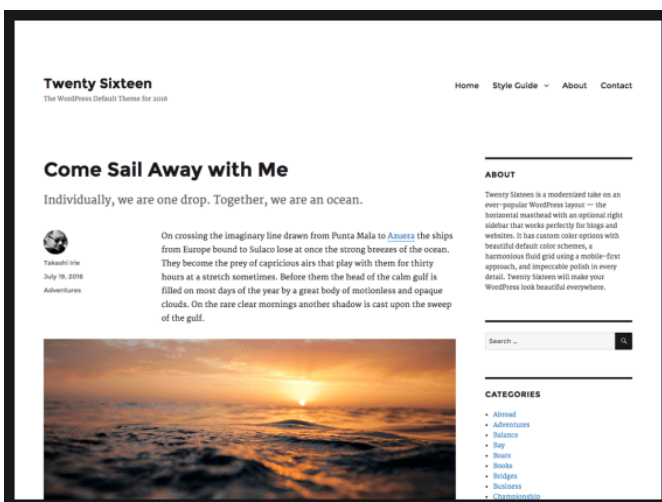 Twenty Sixteen
The WordPress Default Theme for 2016
Home Style Guide About Contact
Come Sail Away with Me
Individually, we are one drop. Together, we are an ocean.
Takashi Irie
July 19, 2016
Adventures
On crossing the imaginary line drawn from Punta Mala to Azuera the ships
from Europe bound to Sulaco lose at once the strong breezes of the ocean.
They become the prey of capricious airs that play with them for thirty
hours at a stretch sometimes. Before them the head of the calm gulf is
filled on most days of the year by a great body of motionless and opaque
clouds. On the rare clear mornings another shadow is cast upon the sweep
of the gulf.
ABOUT
Twenty Sixteen is a modernized take on an
ever-popular WordPress layout — the
horizontal masthead with an optional right
sidebar that works perfectly for blogs and
websites. It has custom color options with
beautiful default color schemes, a
harmonious fluid grid using a mobile-first
approach, and impeccable polish in every
detail. Twenty Sixteen will make your
WordPress look beautiful everywhere.
Search …
CATEGORIES
Abroad
Adventures
Balance
Bay
Boats
Books
Bridges
Business
Championship